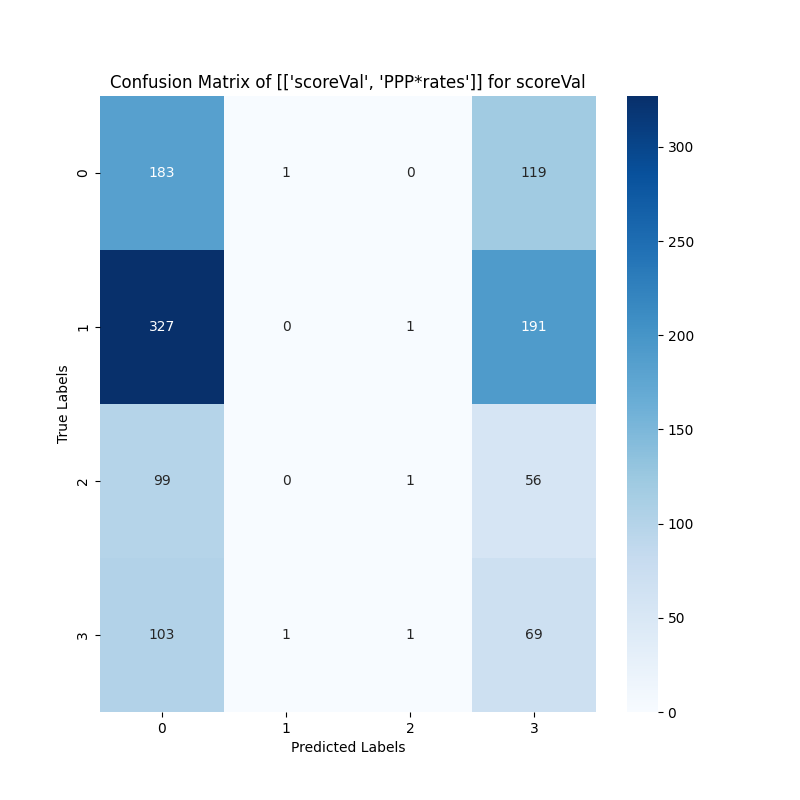 Confusion Matrix of [['scoreVal', 'PPP*rates']] for scoreVal
True Labels
0 183 1 0 119
1 327 0 1 191
2 99 0 1 56
3 103 1 1 69
0 1 2 3
Predicted Labels
300
250
200
150
100
50
0